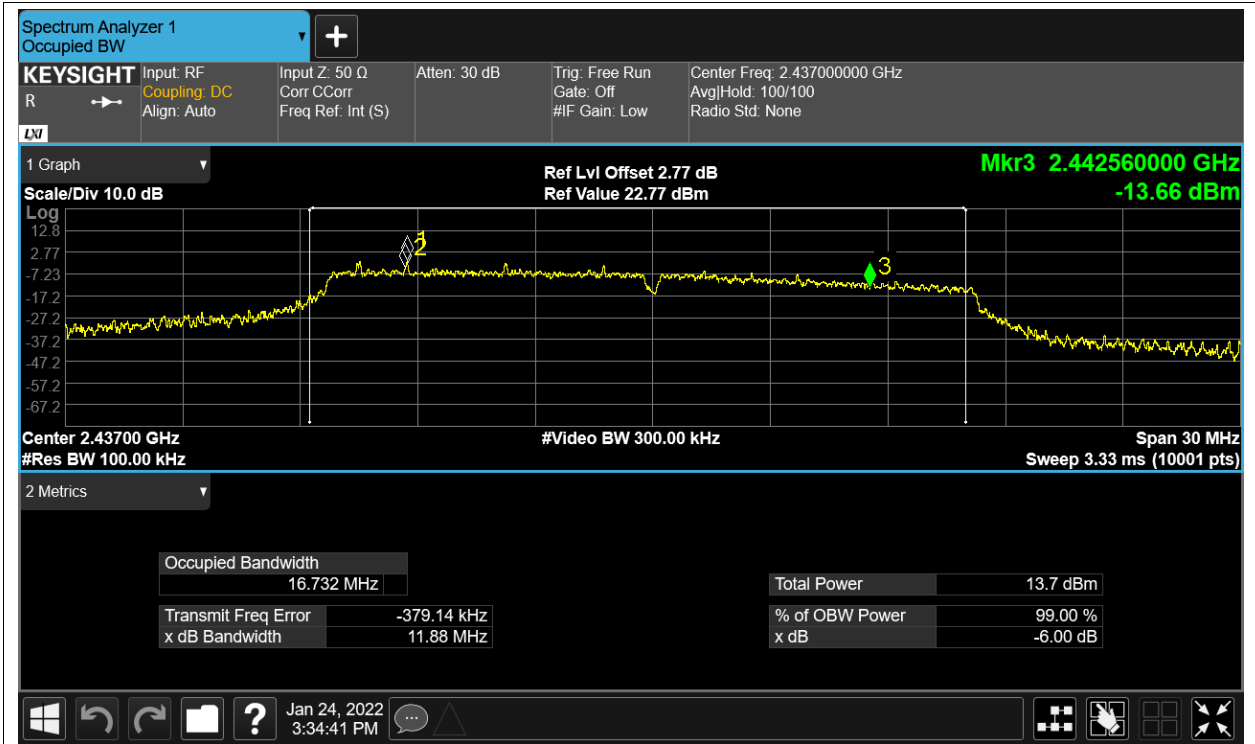 Spectrum Analyzer 1
Occupied BW
KEYSIGHT
R
LXI
Input: RF
Coupling: DC
Align: Auto
Input Z: 50 Ω
Corr CCorr
Freq Ref: Int (S)
Atten: 30 dB
Trig: Free Run
Gate: Off
#IF Gain: Low
Center Freq: 2.437000000 GHz
Avg|Hold: 100/100
Radio Std: None
1 Graph
Scale/Div 10.0 dB
Ref Lvl Offset 2.77 dB
Ref Value 22.77 dBm
Mkr3 2.442560000 GHz
-13.66 dBm
Log
12.8
2.77
-7.23
-17.2
-27.2
-37.2
-47.2
-57.2
-67.2
1
2
3
Center 2.43700 GHz
#Res BW 100.00 kHz
#Video BW 300.00 kHz
Span 30 MHz
Sweep 3.33 ms (10001 pts)
2 Metrics
Occupied Bandwidth
16.732 MHz
Transmit Freq Error -379.14 kHz
x dB Bandwidth 11.88 MHz
Total Power 13.7 dBm
% of OBW Power 99.00 %
x dB -6.00 dB
?
Jan 24, 2022
3:34:41 PM